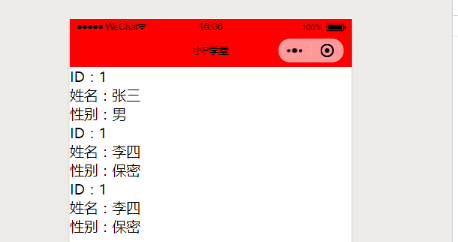 ●●●●● WeChat 16:06 100%
小P学堂
ID：1
姓名：张三
性别：男
ID：1
姓名：李四
性别：保密
ID：1
姓名：李四
性别：保密